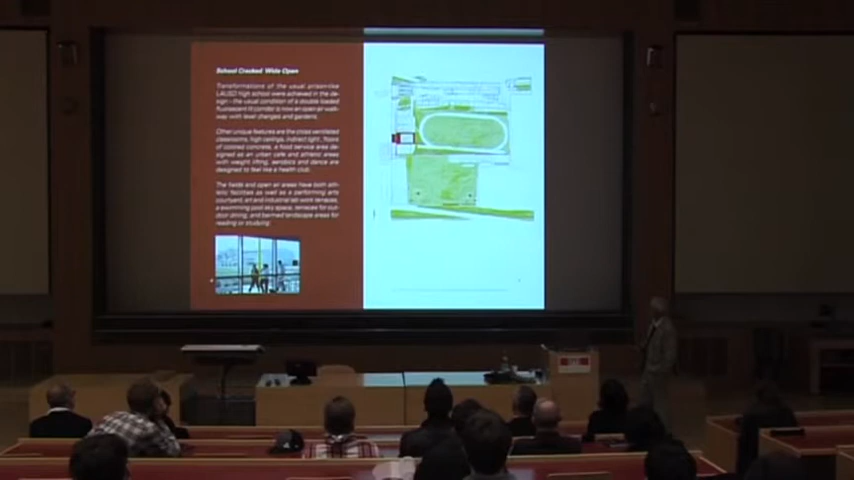 School Cracked Wide Open
Transformations of the usual prison-like
LAUSD high school were achieved in the de-
sign - the usual condition of a double loaded
fluorescent lit corridor is now an open air walk-
way with level changes and gardens.
Other unique features are the cross ventilated
classrooms, high ceilings, indirect light, floors
of colored concrete, a food service area de-
signed as an urban cafe and athletic areas
with weight lifting, aerobics and dance are
designed to feel like a health club.
The fields and open air areas have both ath-
letic facilities as well as a performing arts
courtyard, art and industrial lab work terraces,
a swimming pool sky space, terraces for out-
door dining, and bermed landscape areas for
reading or studying.